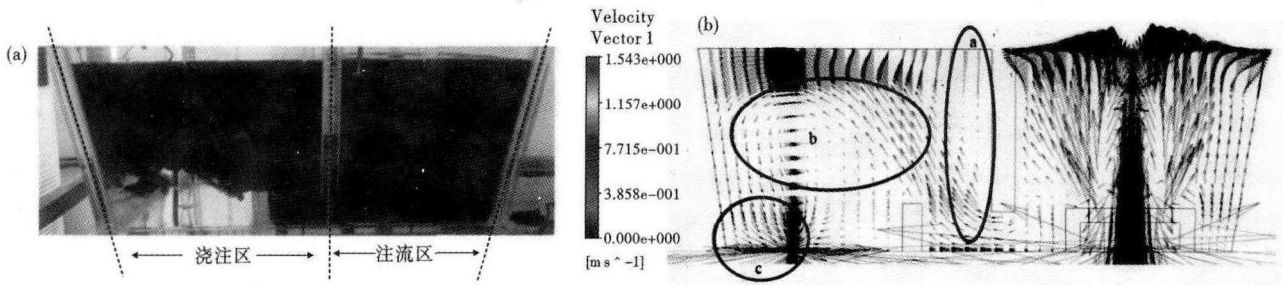 (a)
浇注区
注流区
Velocity
Vector 1
1.543e+000
1.157e+000
7.715e-001
3.858e-001
0.000e+000
[m s^-1]
(b)
a
b
c